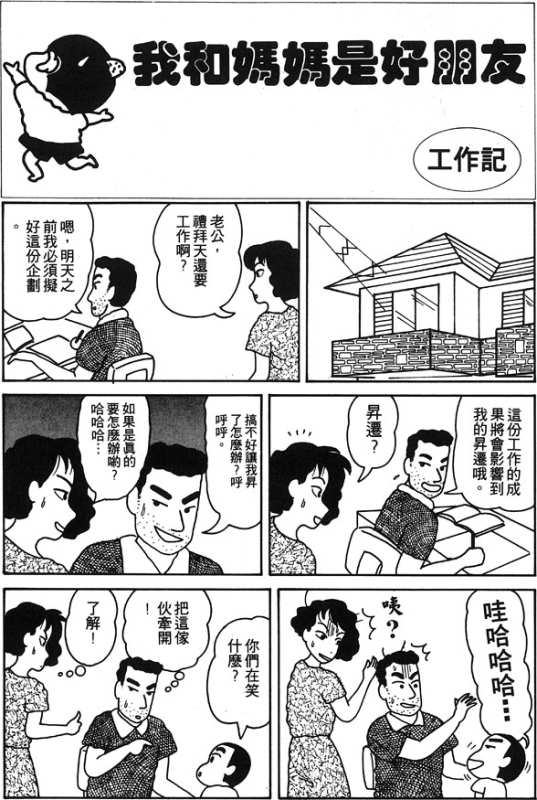 我和媽媽是好朋友
工作記
老公，
禮拜天還要
工作啊？
嗯，明天之
前我必須擬
好這份企劃
。
這份工作的成
果將會影響到
我的昇遷哦。
昇遷？
搞不好讓我昇
了怎麼辦？呼
呼呼。
如果是眞的
要怎麼辦喲？
哈哈哈…
哇哈哈哈…
咦？
你們在笑
什麼？
把這傢
伙牽開
！
了解！